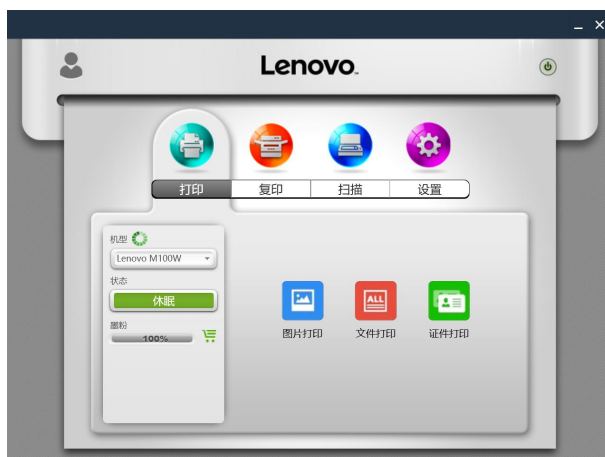 Lenovo
打印
复印
扫描
设置
机型
Lenovo M100W
状态
休眠
墨粉
100%
ALL
图片打印
文件打印
证件打印